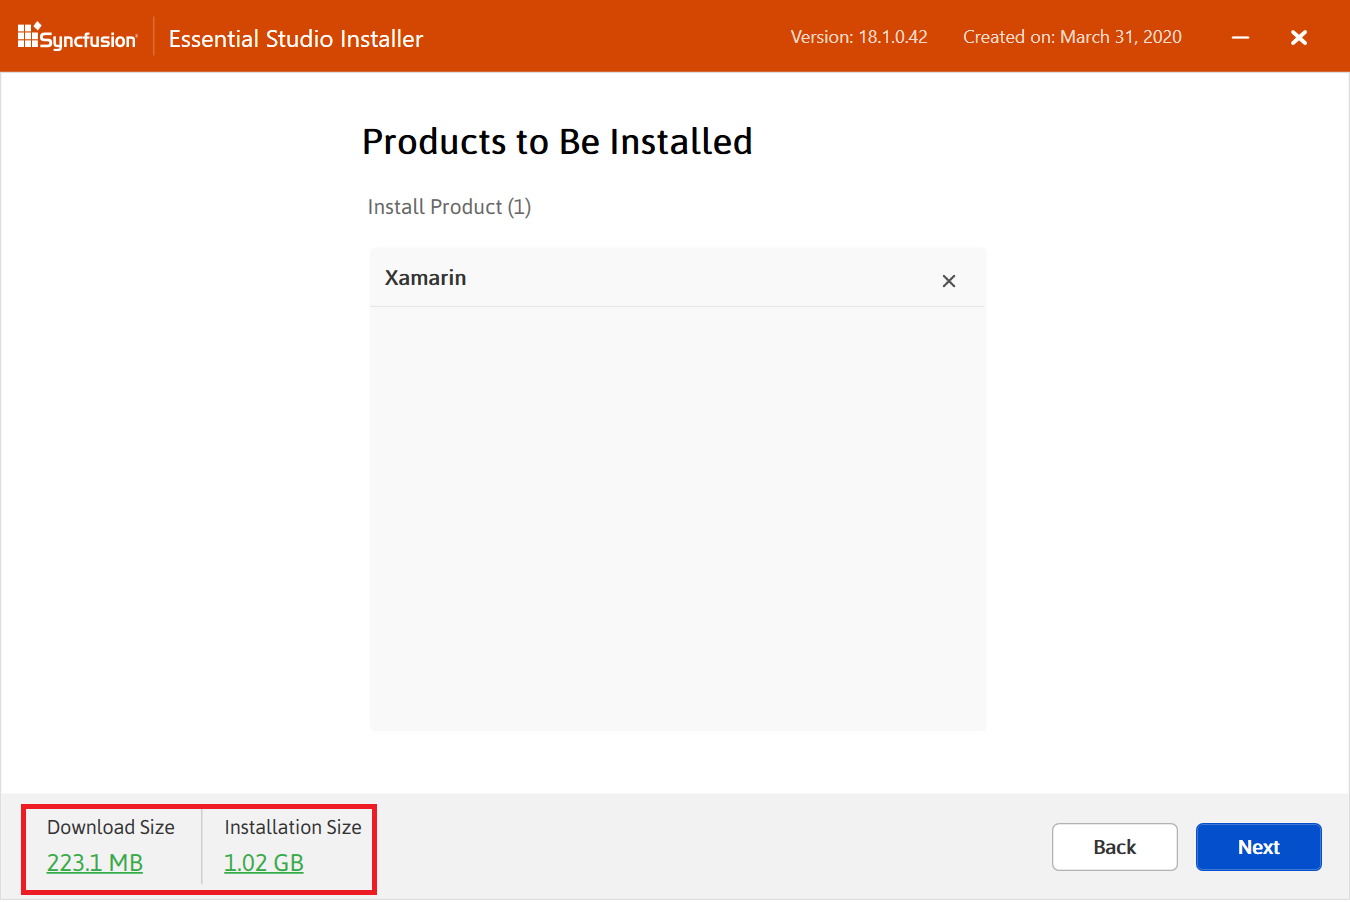 Syncfusion
Essential Studio Installer
Version: 18.1.0.42
Created on: March 31, 2020
Products to Be Installed
Install Product (1)
Xamarin
Download Size
Installation Size
223.1 MB
1.02 GB
Back
Next